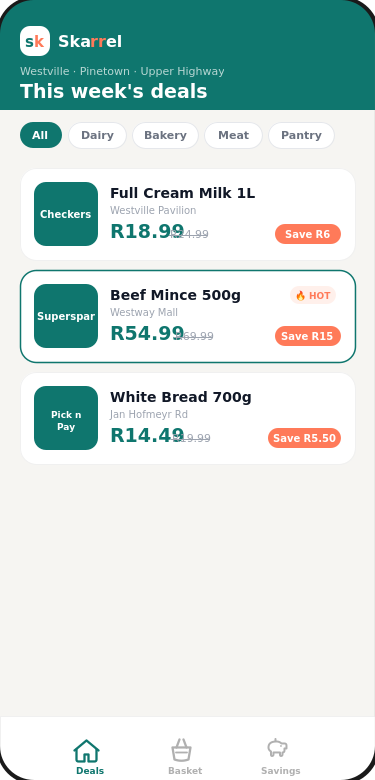 sk Skarrel
Westville · Pinetown · Upper Highway
This week's deals
All Dairy Bakery Meat Pantry
Checkers
Full Cream Milk 1L
Westville Pavilion
R18.99 R24.99 Save R6
Superspar
Beef Mince 500g 🔥 HOT
Westway Mall
R54.99 R69.99 Save R15
Pick n
Pay
White Bread 700g
Jan Hofmeyr Rd
R14.49 R19.99 Save R5.50
Deals Basket Savings